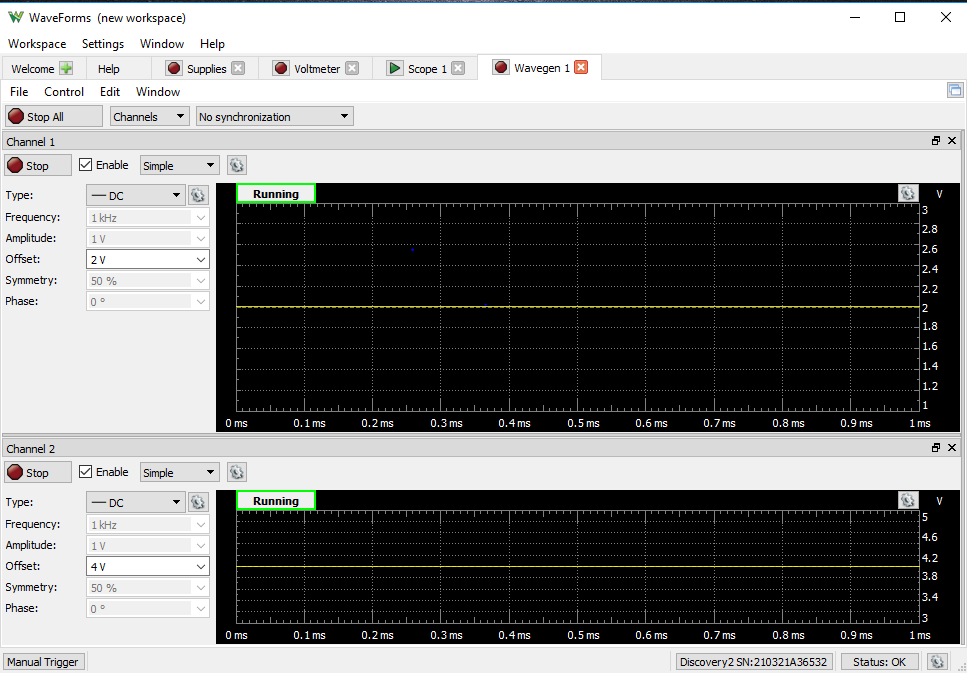 WaveForms (new workspace)
Workspace Settings Window Help
Welcome Help Supplies Voltmeter Scope 1 Wavegen 1
File Control Edit Window
Stop All Channels No synchronization
Channel 1
Stop Enable Simple
Type: DC
Frequency: 1 kHz
Amplitude: 1 V
Offset: 2 V
Symmetry: 50 %
Phase: 0 °
Running V
3
2.8
2.6
2.4
2.2
2
1.8
1.6
1.4
1.2
1
0 ms 0.1 ms 0.2 ms 0.3 ms 0.4 ms 0.5 ms 0.6 ms 0.7 ms 0.8 ms 0.9 ms 1 ms
Channel 2
Stop Enable Simple
Type: DC
Frequency: 1 kHz
Amplitude: 1 V
Offset: 4 V
Symmetry: 50 %
Phase: 0 °
Running V
5
4.6
4.2
3.8
3.4
3
0 ms 0.1 ms 0.2 ms 0.3 ms 0.4 ms 0.5 ms 0.6 ms 0.7 ms 0.8 ms 0.9 ms 1 ms
Manual Trigger Discovery2 SN:210321A36532 Status: OK